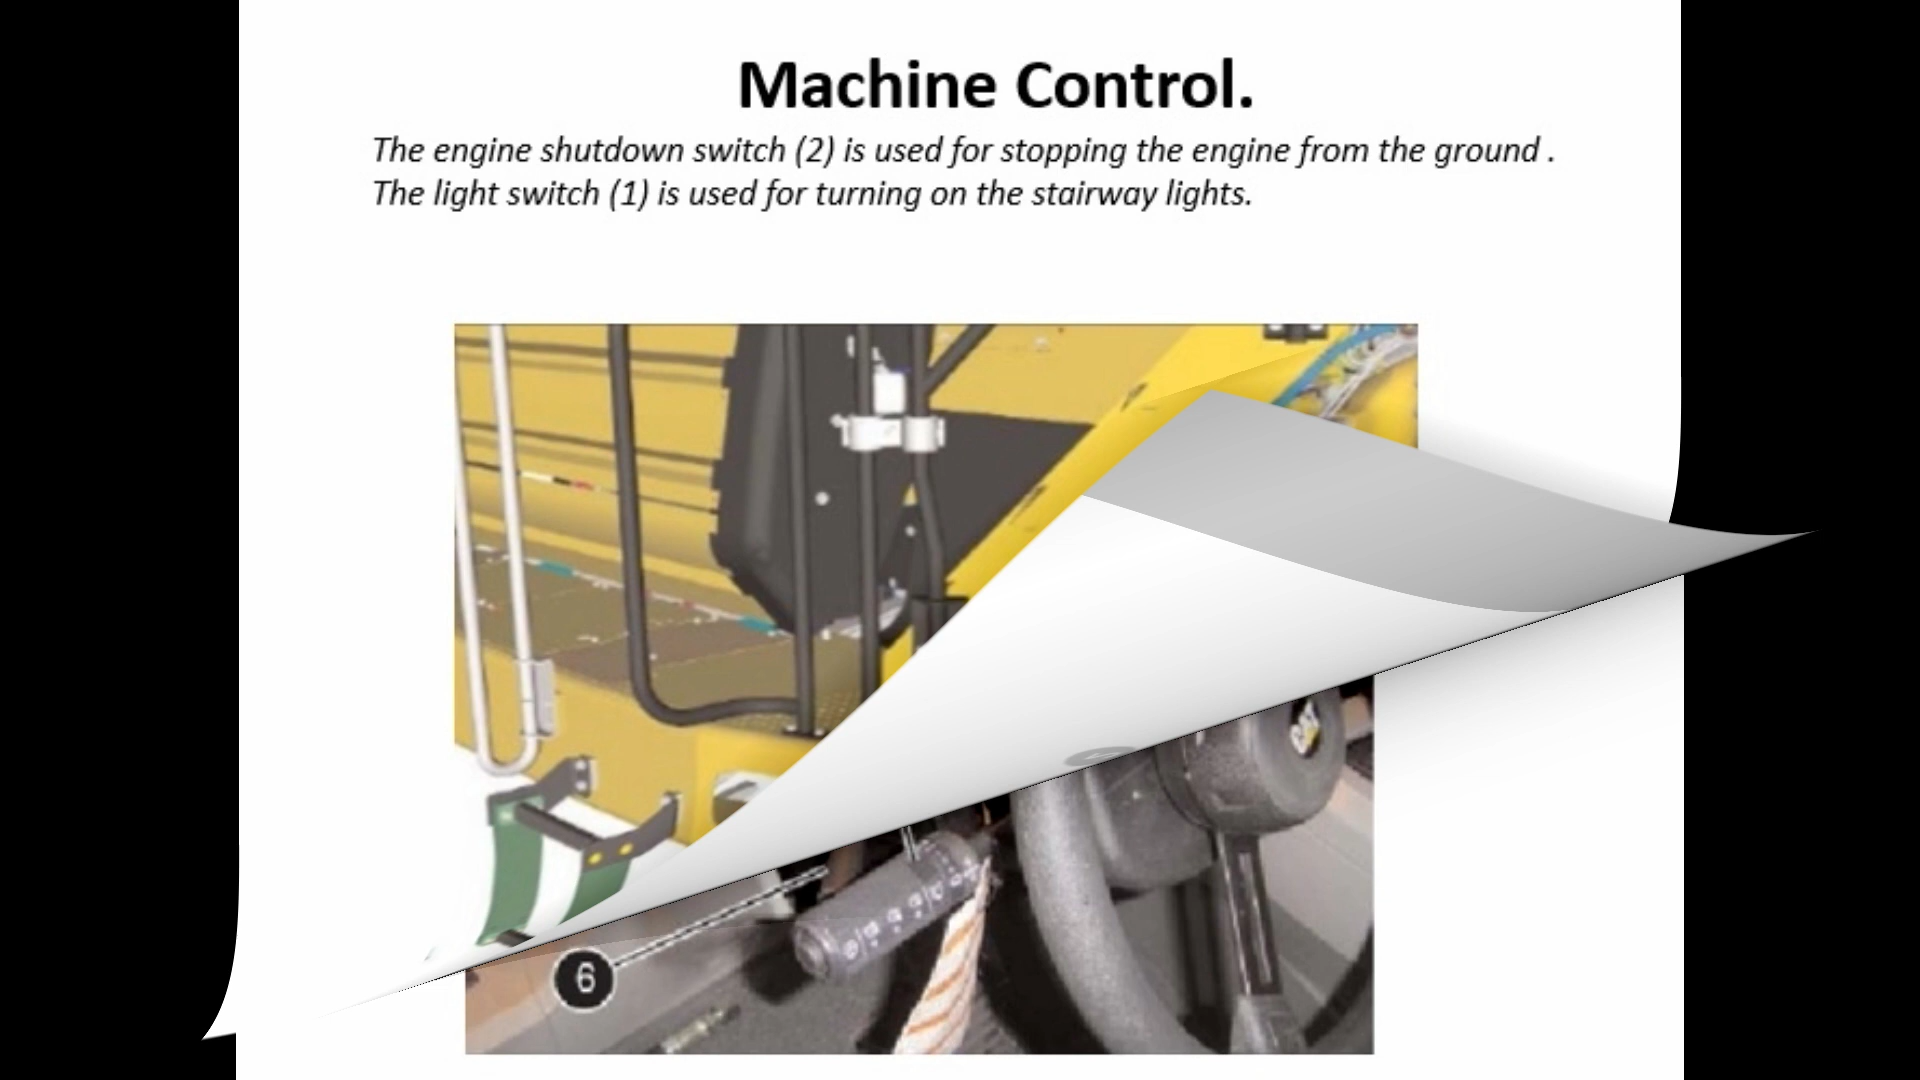 Machine Control.
The engine shutdown switch (2) is used for stopping the engine from the ground .
The light switch (1) is used for turning on the stairway lights.
6